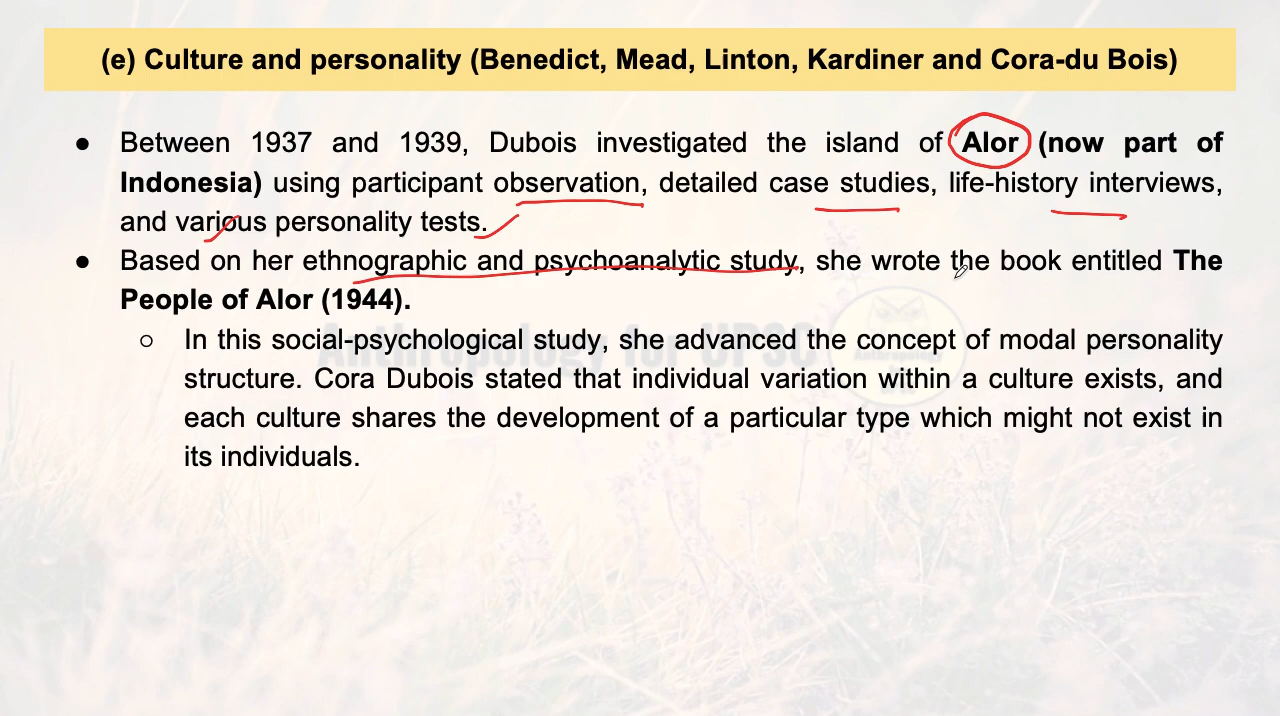 (e) Culture and personality (Benedict, Mead, Linton, Kardiner and Cora-du Bois)
● Between 1937 and 1939, Dubois investigated the island of Alor (now part of
Indonesia) using participant observation, detailed case studies, life-history interviews,
and various personality tests.
● Based on her ethnographic and psychoanalytic study, she wrote the book entitled The
People of Alor (1944).
○ In this social-psychological study, she advanced the concept of modal personality
structure. Cora Dubois stated that individual variation within a culture exists, and
each culture shares the development of a particular type which might not exist in
its individuals.
Anthropology for UPSC
Anthropology